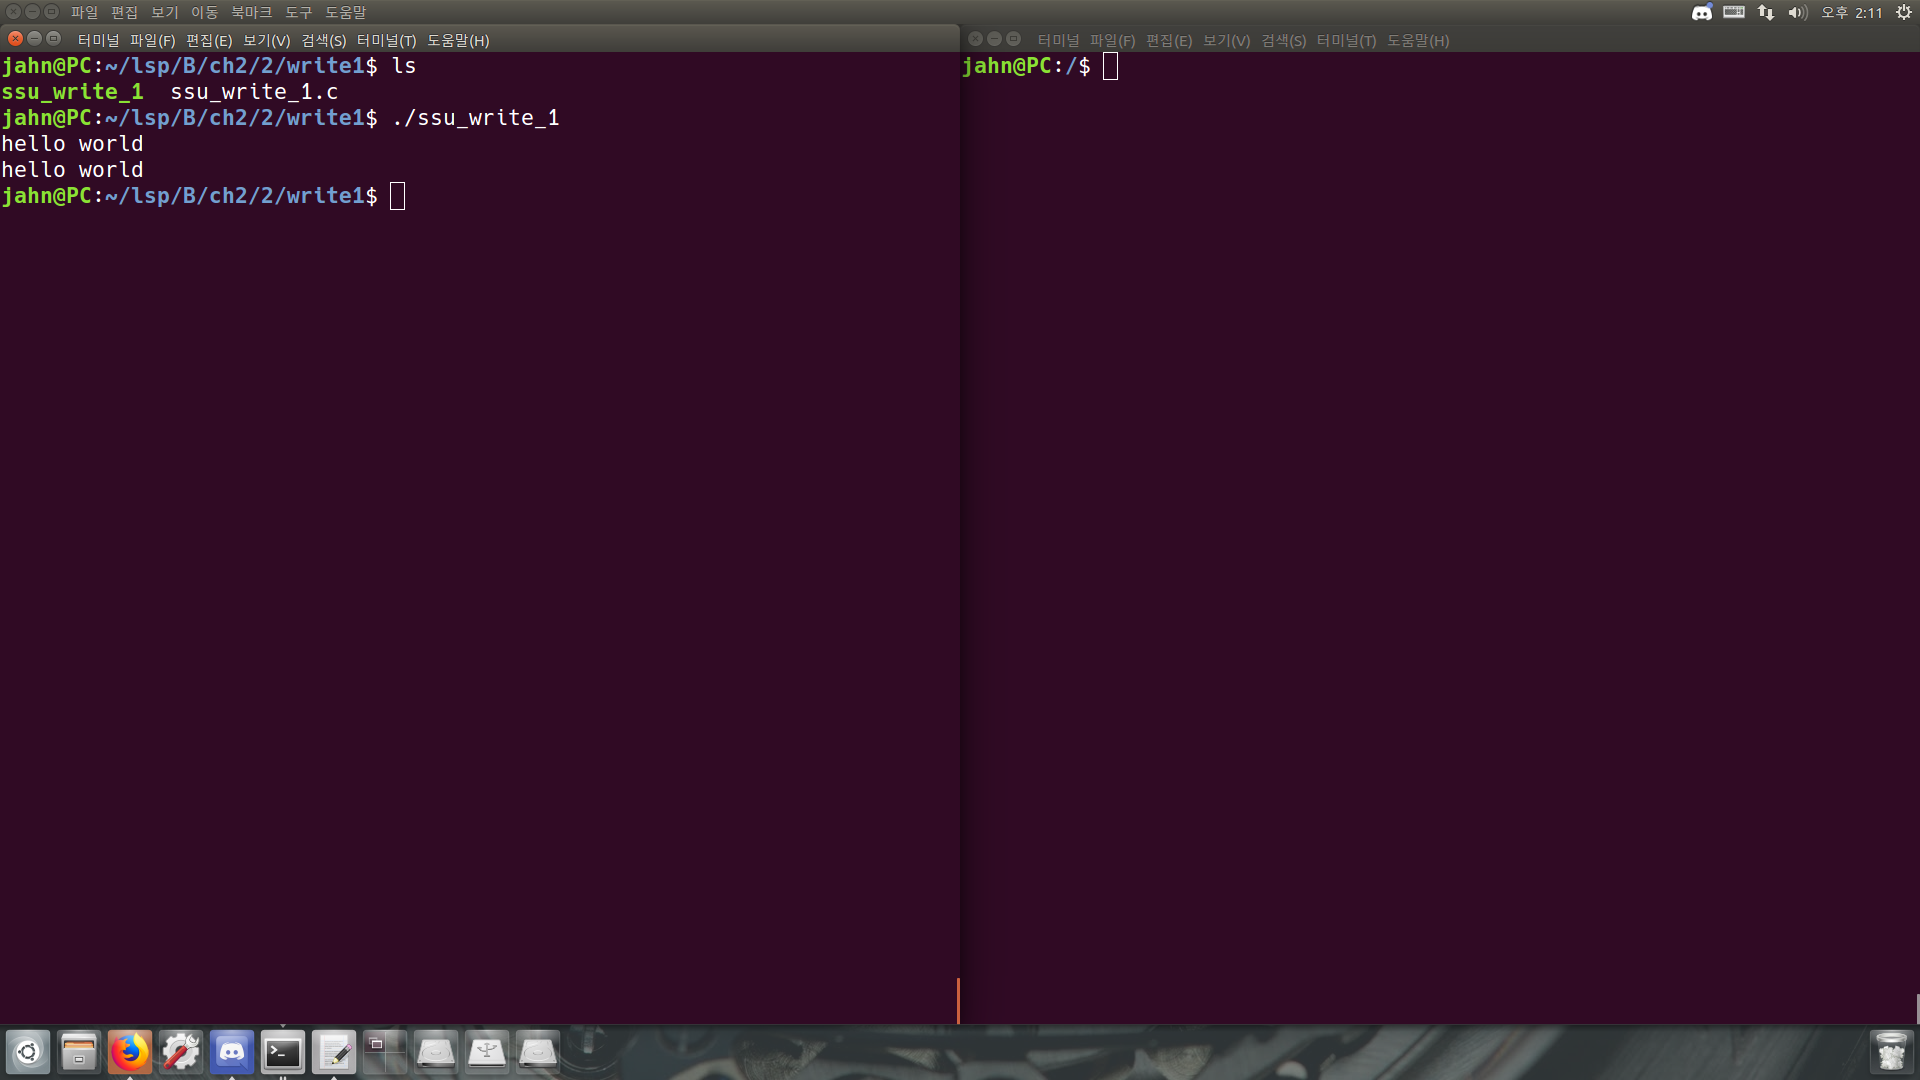 파일 편집 보기 이동 북마크 도구 도움말 오후 2:11
터미널 파일(F) 편집(E) 보기(V) 검색(S) 터미널(T) 도움말(H)
jahn@PC:~/lsp/B/ch2/2/write1$ ls
ssu_write_1  ssu_write_1.c
jahn@PC:~/lsp/B/ch2/2/write1$ ./ssu_write_1
hello world
hello world
jahn@PC:~/lsp/B/ch2/2/write1$
터미널 파일(F) 편집(E) 보기(V) 검색(S) 터미널(T) 도움말(H)
jahn@PC:/$